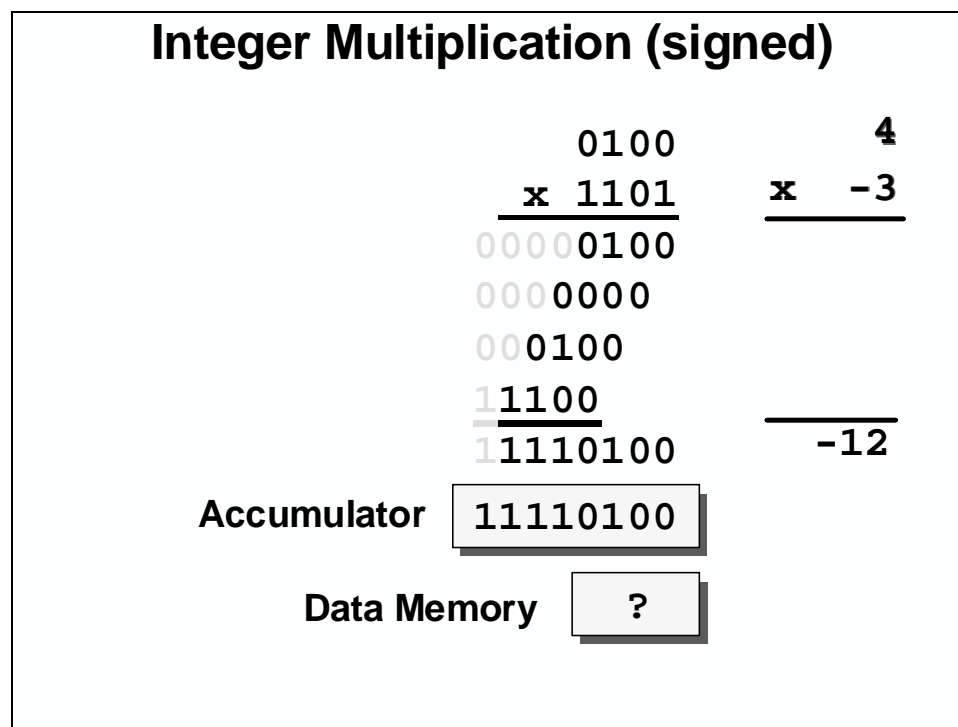 Integer Multiplication (signed)
0100 4
x 1101 x -3
00000100
0000000
000100
11100
11110100 -12
Accumulator 11110100
Data Memory ?